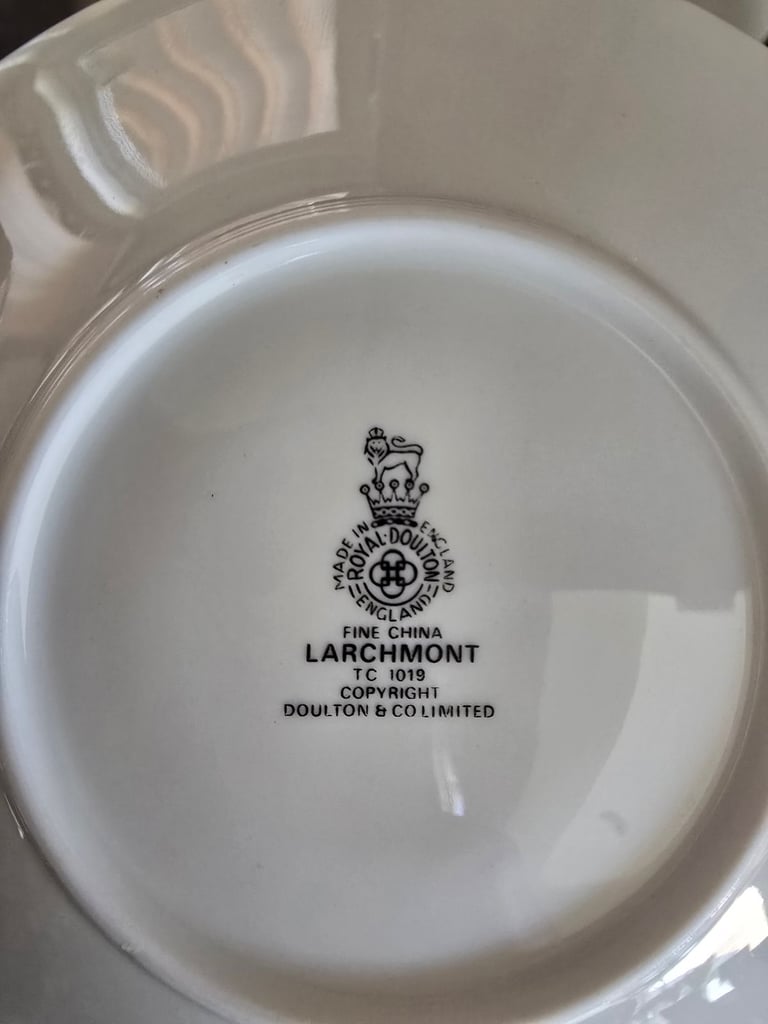 MADE IN ENGLAND
ROYAL·DOULTON
ENGLAND
FINE CHINA
LARCHMONT
TC 1019
COPYRIGHT
DOULTON & CO LIMITED